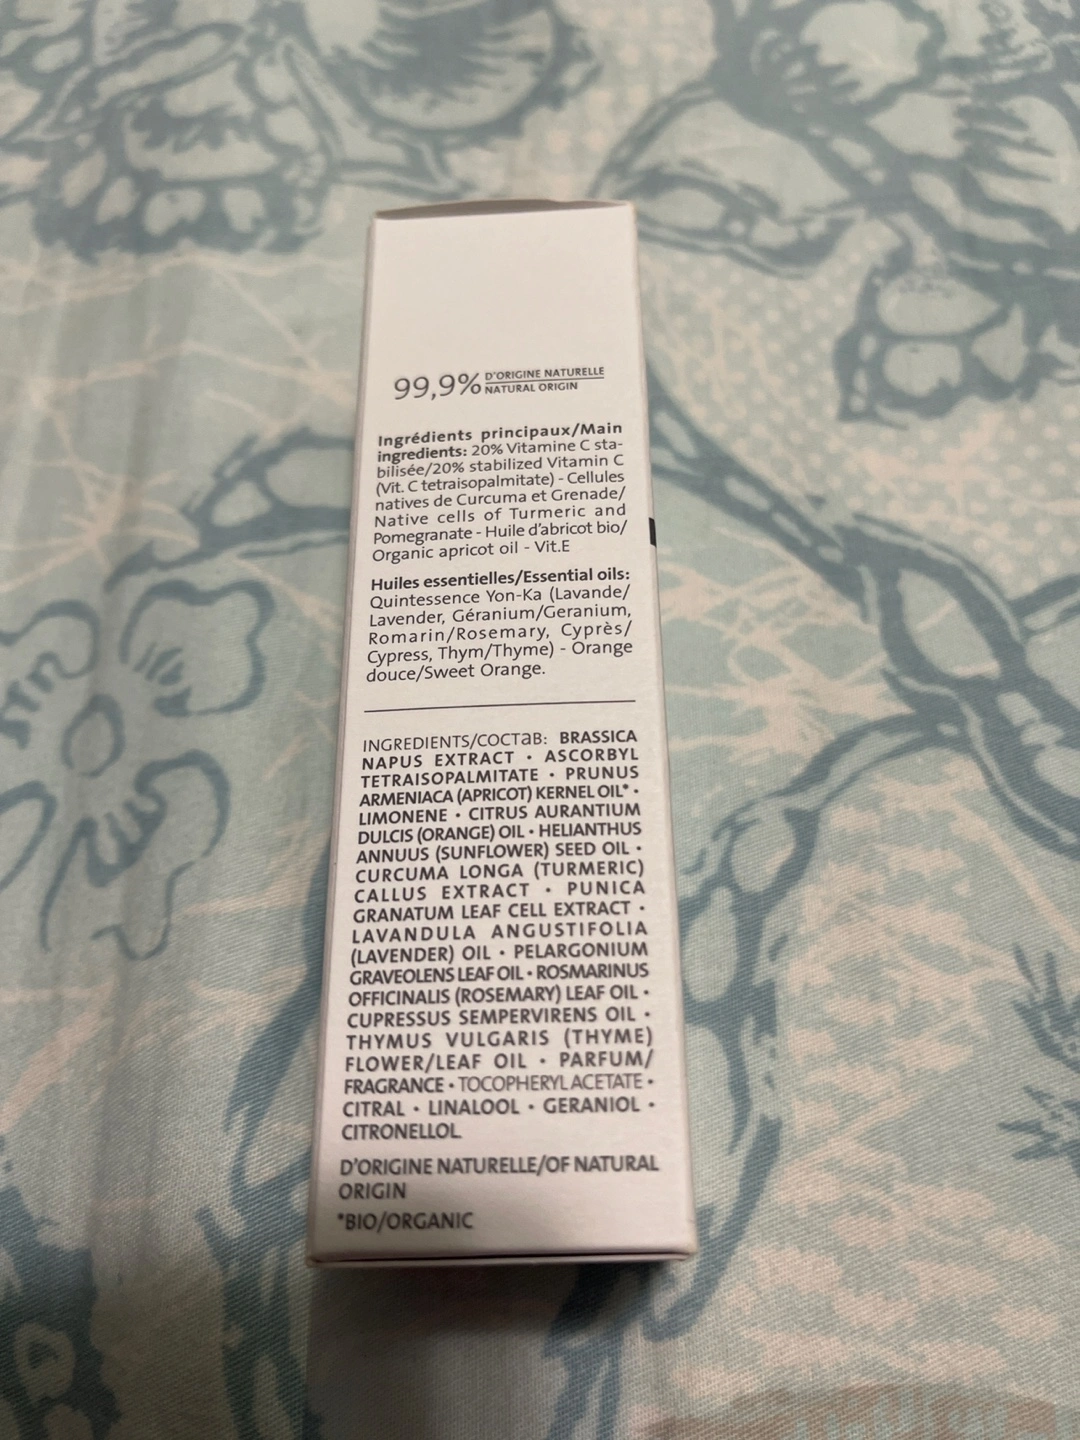 99,9% D'ORIGINE NATURELLE
NATURAL ORIGIN
Ingrédients principaux/Main
ingredients: 20% Vitamine C sta-
bilisée/20% stabilized Vitamin C
(Vit. C tetraisopalmitate) - Cellules
natives de Curcuma et Grenade/
Native cells of Turmeric and
Pomegranate - Huile d'abricot bio/
Organic apricot oil - Vit.E
Huiles essentielles/Essential oils:
Quintessence Yon-Ka (Lavande/
Lavender, Géranium/Geranium,
Romarin/Rosemary, Cyprès/
Cypress, Thym/Thyme) - Orange
douce/Sweet Orange.
INGREDIENTS/COCTaB: BRASSICA
NAPUS EXTRACT • ASCORBYL
TETRAISOPALMITATE • PRUNUS
ARMENIACA (APRICOT) KERNEL OIL* •
LIMONENE • CITRUS AURANTIUM
DULCIS (ORANGE) OIL • HELIANTHUS
ANNUUS (SUNFLOWER) SEED OIL •
CURCUMA LONGA (TURMERIC)
CALLUS EXTRACT • PUNICA
GRANATUM LEAF CELL EXTRACT •
LAVANDULA ANGUSTIFOLIA
(LAVENDER) OIL • PELARGONIUM
GRAVEOLENS LEAF OIL • ROSMARINUS
OFFICINALIS (ROSEMARY) LEAF OIL •
CUPRESSUS SEMPERVIRENS OIL •
THYMUS VULGARIS (THYME)
FLOWER/LEAF OIL • PARFUM/
FRAGRANCE • TOCOPHERYL ACETATE •
CITRAL • LINALOOL • GERANIOL •
CITRONELLOL
D'ORIGINE NATURELLE/OF NATURAL
ORIGIN
*BIO/ORGANIC